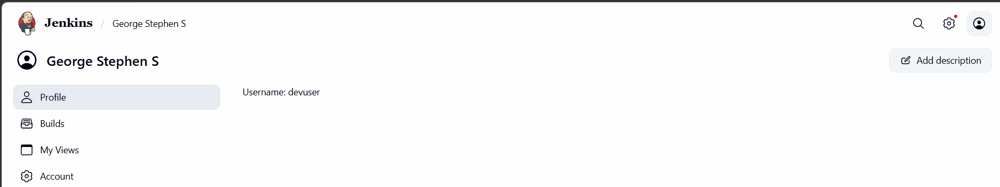 Jenkins / George Stephen S
George Stephen S
Add description
Profile
Username: devuser
Builds
My Views
Account